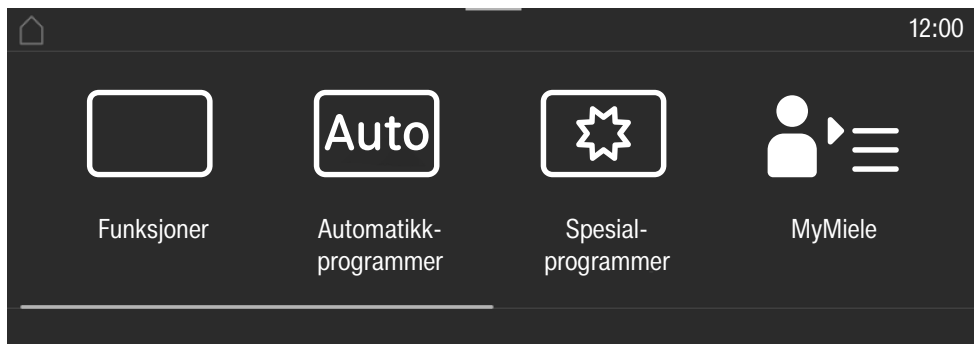 12:00
Auto
Funksjoner
Automatikk-
programmer
Spesial-
programmer
MyMiele